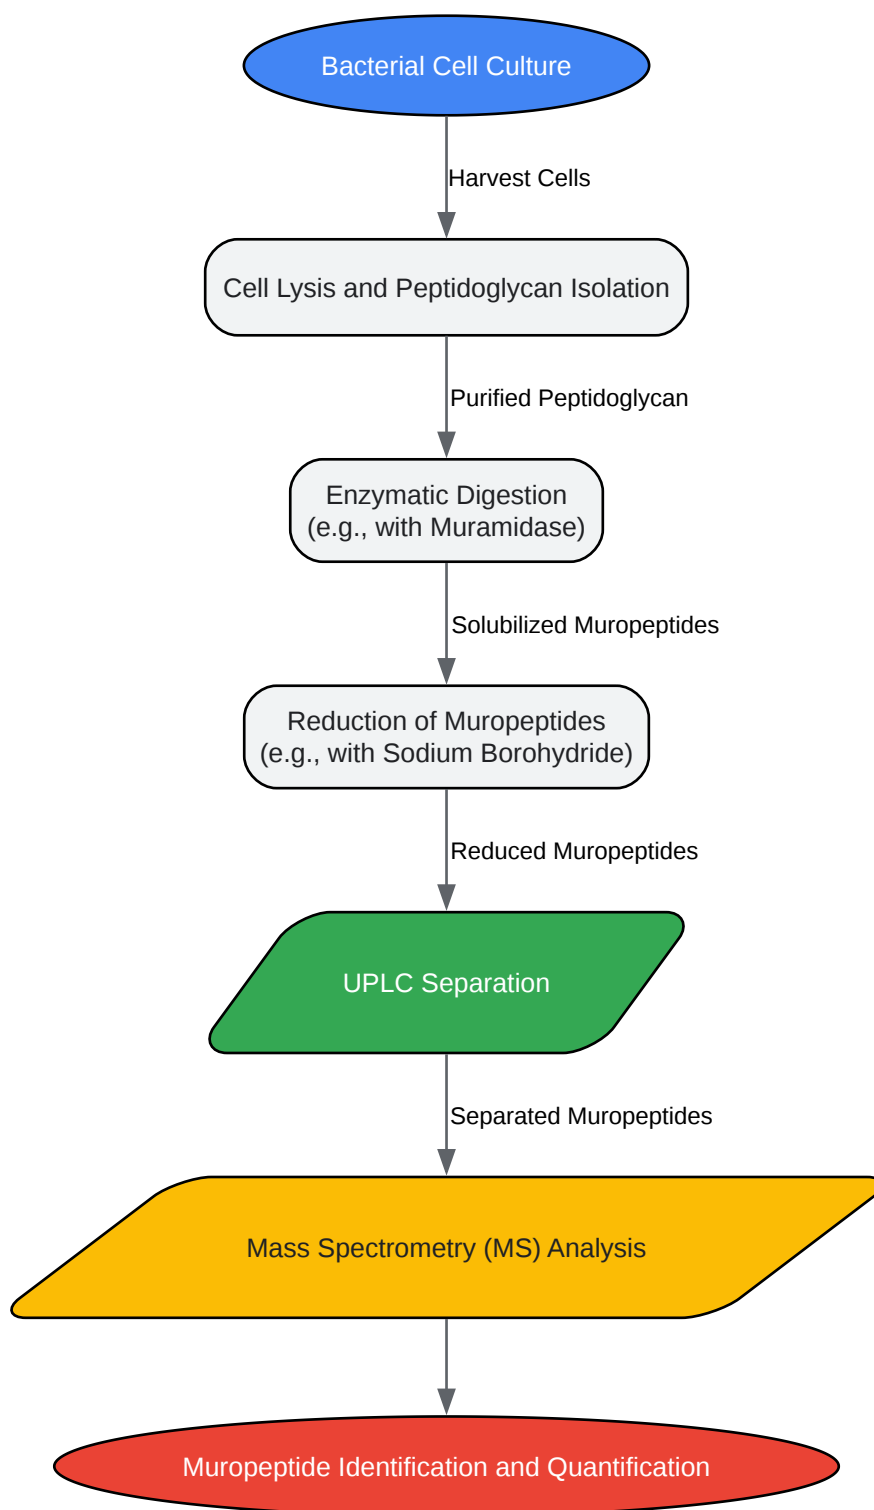 Bacterial Cell Culture
Harvest Cells
Cell Lysis and Peptidoglycan Isolation
Purified Peptidoglycan
Enzymatic Digestion
(e.g., with Muramidase)
Solubilized Muropeptides
Reduction of Muropeptides
(e.g., with Sodium Borohydride)
Reduced Muropeptides
UPLC Separation
Separated Muropeptides
Mass Spectrometry (MS) Analysis
Muropeptide Identification and Quantification